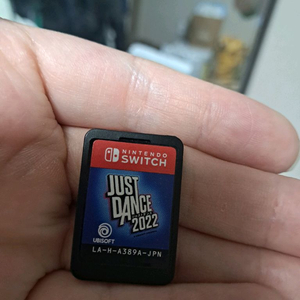 NINTENDO
SWITCH
JUST
DANCE
2022
UBISOFT
LA-H-A389A-JPN